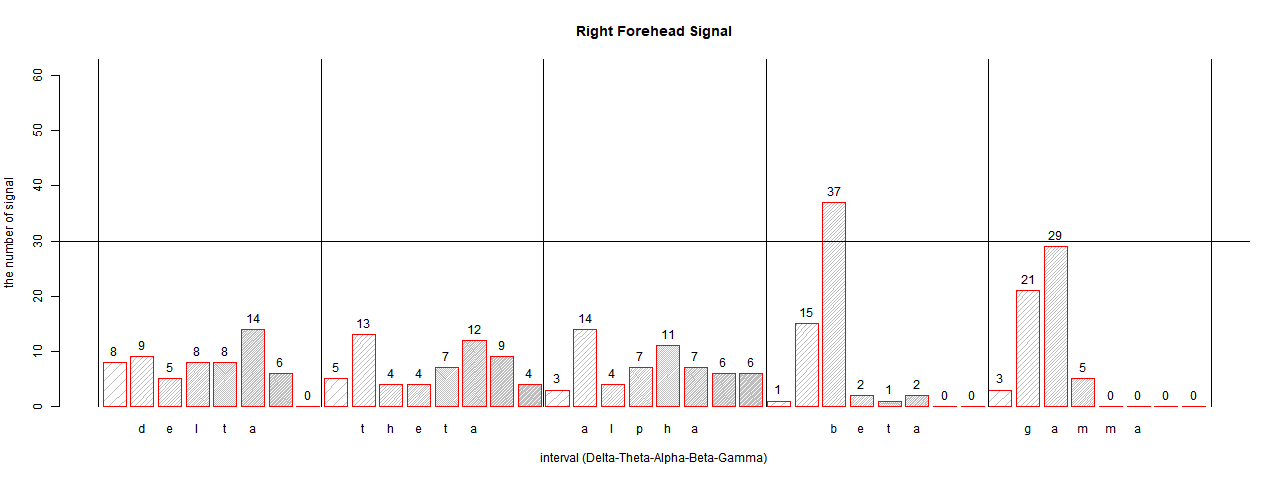 Right Forehead Signal
the number of signal
60
50
40
30
20
10
0
8 9 5 8 8 14 6 0 5 13 4 4 7 12 9 4 3 14 4 7 11 7 6 6 1 15 37 2 1 2 0 0 3 21 29 5 0 0 0 0
d e l t a t h e t a a l p h a b e t a g a m m a
interval (Delta-Theta-Alpha-Beta-Gamma)